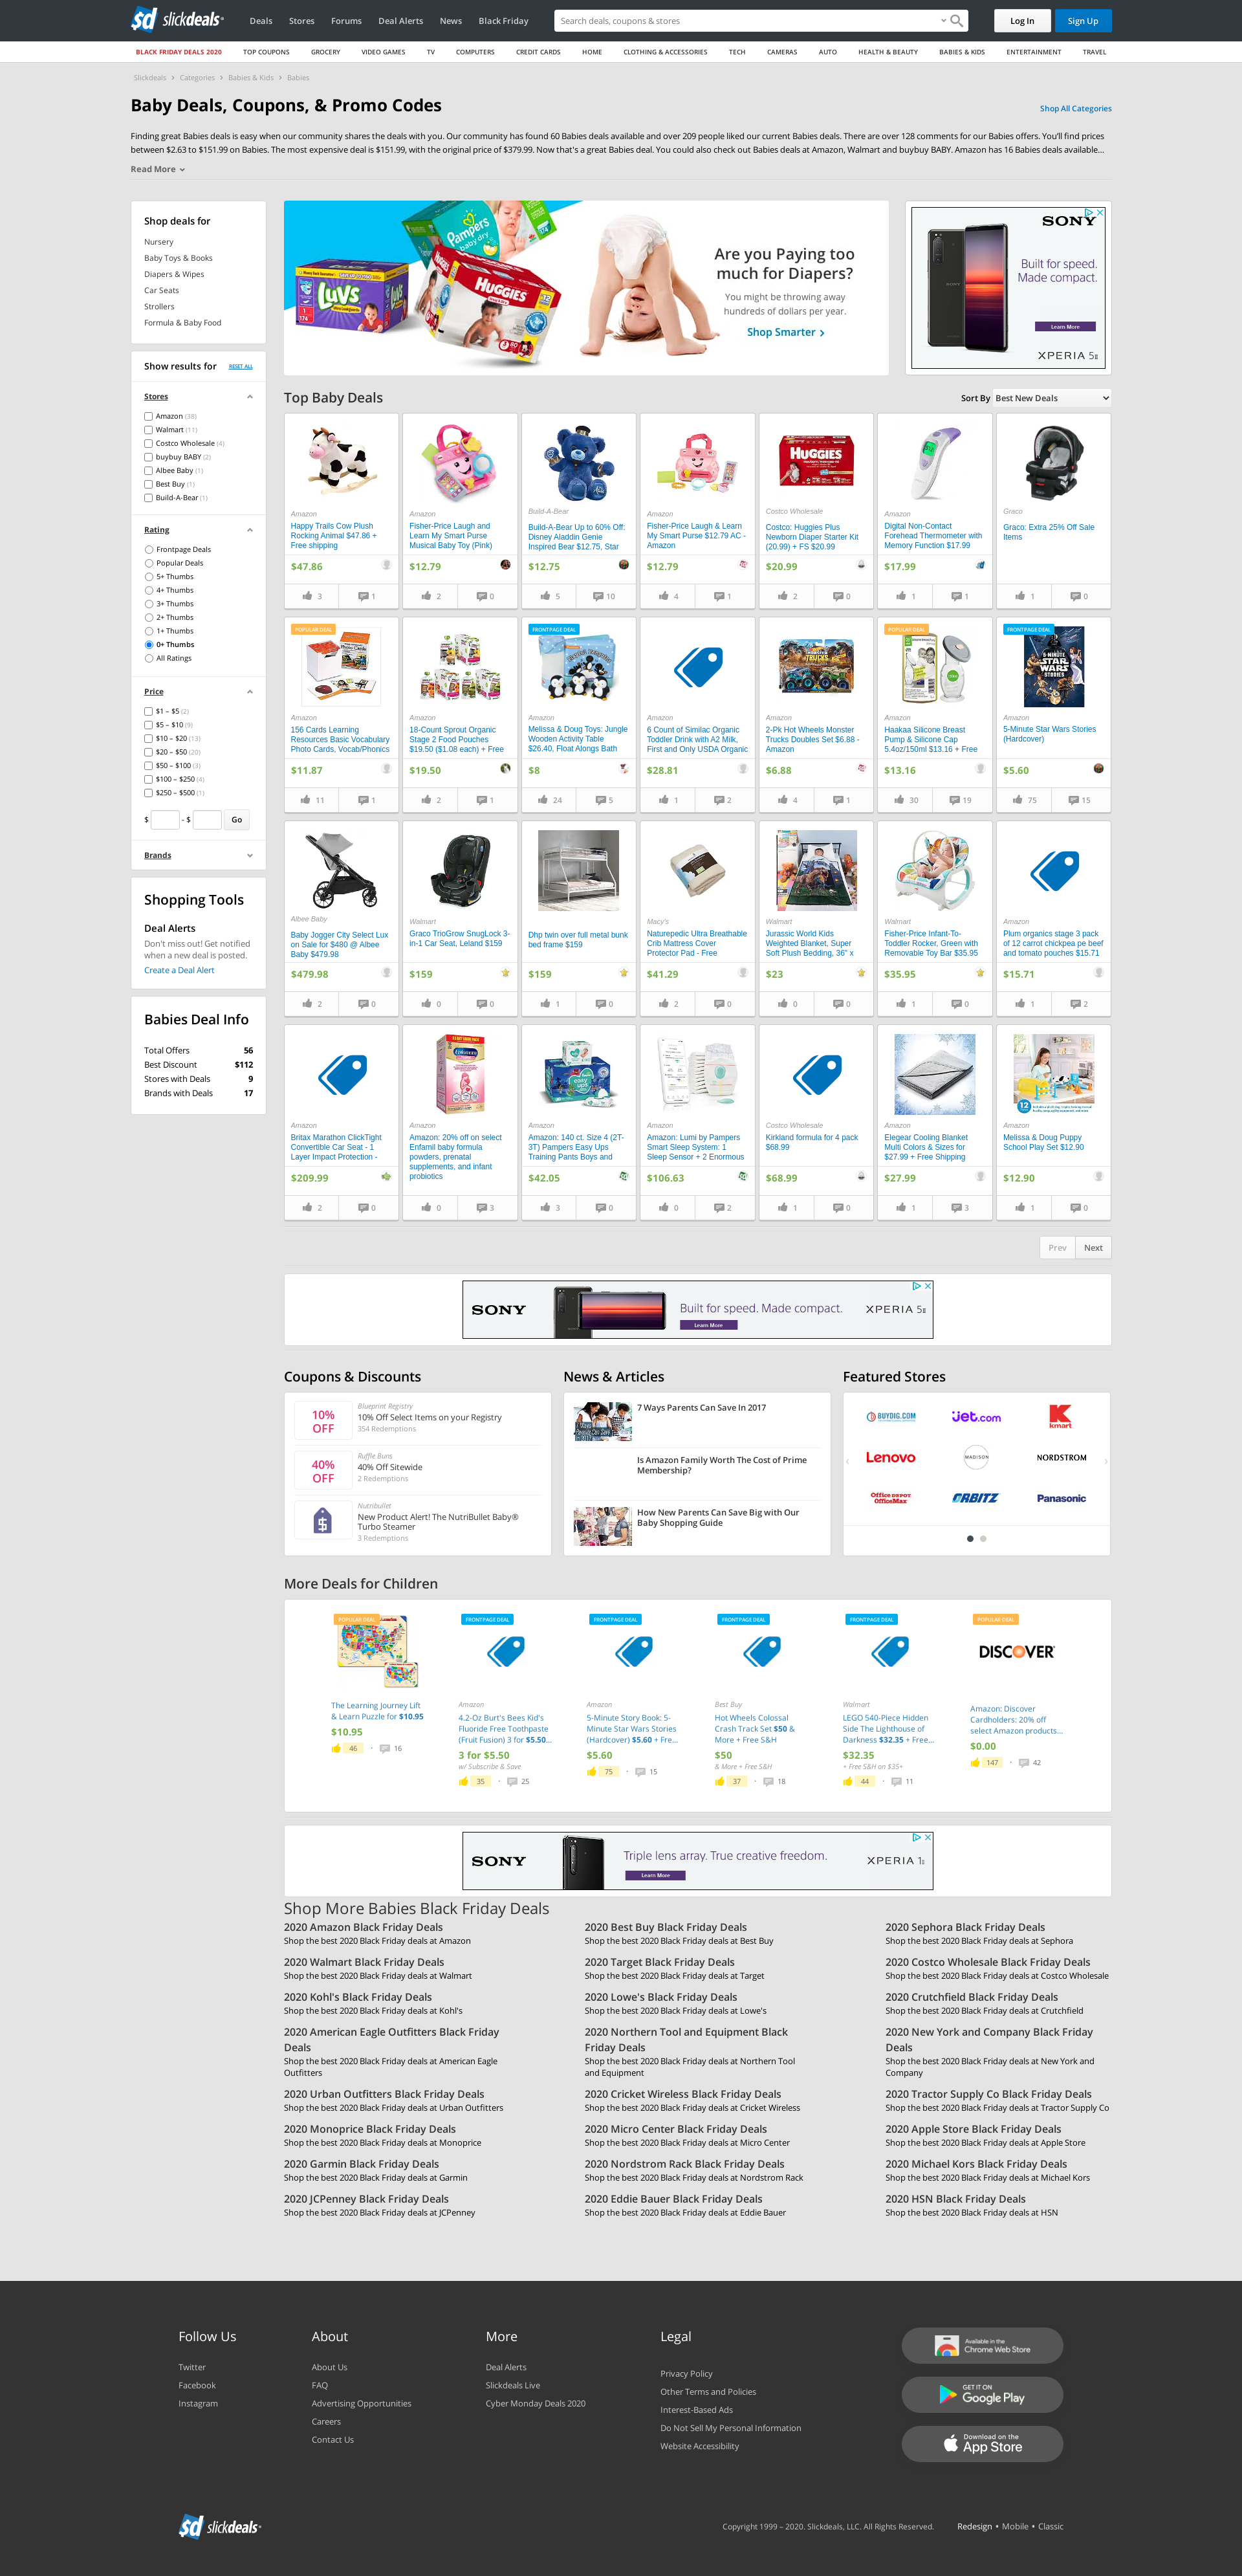 slickdeals
Deals
Stores
Forums
Deal Alerts
News
Black Friday
Search deals, coupons & stores
Log In
Sign Up
BLACK FRIDAY DEALS 2020
TOP COUPONS
GROCERY
VIDEO GAMES
TV
COMPUTERS
CREDIT CARDS
HOME
CLOTHING & ACCESSORIES
TECH
CAMERAS
AUTO
HEALTH & BEAUTY
BABIES & KIDS
ENTERTAINMENT
TRAVEL
Slickdeals › Categories › Babies & Kids › Babies
Baby Deals, Coupons, & Promo Codes
Shop All Categories
Finding great Babies deals is easy when our community shares the deals with you. Our community has found 60 Babies deals available and over 209 people liked our current Babies deals. There are over 128 comments for our Babies offers. You'll find prices
between $2.63 to $151.99 on Babies. The most expensive deal is $151.99, with the original price of $379.99. Now that's a great Babies deal. You could also check out Babies deals at Amazon, Walmart and buybuy BABY. Amazon has 16 Babies deals available...
Read More
Shop deals for
Nursery
Baby Toys & Books
Diapers & Wipes
Car Seats
Strollers
Formula & Baby Food
Show results for
RESET ALL
Stores
Amazon (38)
Walmart (11)
Costco Wholesale (4)
buybuy BABY (2)
Albee Baby (1)
Best Buy (1)
Build-A-Bear (1)
Rating
Frontpage Deals
Popular Deals
5+ Thumbs
4+ Thumbs
3+ Thumbs
2+ Thumbs
1+ Thumbs
0+ Thumbs
All Ratings
Price
$1 – $5 (2)
$5 – $10 (9)
$10 – $20 (13)
$20 – $50 (20)
$50 – $100 (3)
$100 – $250 (4)
$250 – $500 (1)
$ - $ Go
Brands
Shopping Tools
Deal Alerts
Don't miss out! Get notified
when a new deal is posted.
Create a Deal Alert
Babies Deal Info
Total Offers 56
Best Discount $112
Stores with Deals 9
Brands with Deals 17
Pampers
baby dry
Luvs
HUGGIES
Are you Paying too
much for Diapers?
You might be throwing away
hundreds of dollars per year.
Shop Smarter
SONY
Built for speed.
Made compact.
Learn More
XPERIA 5 II
Top Baby Deals
Sort By Best New Deals
Amazon
Happy Trails Cow Plush
Rocking Animal $47.86 +
Free shipping
$47.86
3 1
Amazon
Fisher-Price Laugh and
Learn My Smart Purse
Musical Baby Toy (Pink)
$12.79
2 0
Build-A-Bear
Build-A-Bear Up to 60% Off:
Disney Aladdin Genie
Inspired Bear $12.75, Star
$12.75
5 10
Amazon
Fisher-Price Laugh & Learn
My Smart Purse $12.79 AC -
Amazon
$12.79
4 1
HUGGIES
Costco Wholesale
Costco: Huggies Plus
Newborn Diaper Starter Kit
(20.99) + FS $20.99
$20.99
2 0
Amazon
Digital Non-Contact
Forehead Thermometer with
Memory Function $17.99
$17.99
1 1
Graco
Graco: Extra 25% Off Sale
Items
1 0
POPULAR DEAL
Amazon
156 Cards Learning
Resources Basic Vocabulary
Photo Cards, Vocab/Phonics
$11.87
11 1
Amazon
18-Count Sprout Organic
Stage 2 Food Pouches
$19.50 ($1.08 each) + Free
$19.50
2 1
FRONTPAGE DEAL
Amazon
Melissa & Doug Toys: Jungle
Wooden Activity Table
$26.40, Float Alongs Bath
$8
24 5
Amazon
6 Count of Similac Organic
Toddler Drink with A2 Milk,
First and Only USDA Organic
$28.81
1 2
Amazon
2-Pk Hot Wheels Monster
Trucks Doubles Set $6.88 -
Amazon
$6.88
4 1
POPULAR DEAL
Amazon
Haakaa Silicone Breast
Pump & Silicone Cap
5.4oz/150ml $13.16 + Free
$13.16
30 19
FRONTPAGE DEAL
5-MINUTE
STAR WARS
STORIES
Amazon
5-Minute Star Wars Stories
(Hardcover)
$5.60
75 15
Albee Baby
Baby Jogger City Select Lux
on Sale for $480 @ Albee
Baby $479.98
$479.98
2 0
Walmart
Graco TrioGrow SnugLock 3-
in-1 Car Seat, Leland $159
$159
0 0
Dhp twin over full metal bunk
bed frame $159
$159
1 0
Macy's
Naturepedic Ultra Breathable
Crib Mattress Cover
Protector Pad - Free
$41.29
2 0
Walmart
Jurassic World Kids
Weighted Blanket, Super
Soft Plush Bedding, 36" x
$23
0 0
Walmart
Fisher-Price Infant-To-
Toddler Rocker, Green with
Removable Toy Bar $35.95
$35.95
1 0
Amazon
Plum organics stage 3 pack
of 12 carrot chickpea pe beef
and tomato pouches $15.71
$15.71
1 2
Amazon
Britax Marathon ClickTight
Convertible Car Seat - 1
Layer Impact Protection -
$209.99
2 0
Amazon
Amazon: 20% off on select
Enfamil baby formula
powders, prenatal
supplements, and infant
probiotics
0 3
Amazon
Amazon: 140 ct. Size 4 (2T-
3T) Pampers Easy Ups
Training Pants Boys and
$42.05
3 0
Amazon
Amazon: Lumi by Pampers
Smart Sleep System: 1
Sleep Sensor + 2 Enormous
$106.63
0 2
Costco Wholesale
Kirkland formula for 4 pack
$68.99
$68.99
1 0
Amazon
Elegear Cooling Blanket
Multi Colors & Sizes for
$27.99 + Free Shipping
$27.99
1 3
12
Amazon
Melissa & Doug Puppy
School Play Set $12.90
$12.90
1 0
Prev
Next
SONY
Built for speed. Made compact.
Learn More
XPERIA 5 II
Coupons & Discounts
10%
OFF
Blueprint Registry
10% Off Select Items on your Registry
354 Redemptions
40%
OFF
Ruffle Buns
40% Off Sitewide
2 Redemptions
Nutribullet
New Product Alert! The NutriBullet Baby®
Turbo Steamer
3 Redemptions
News & Articles
7 Ways Parents Can Save In 2017
Is Amazon Family Worth The Cost of Prime
Membership?
How New Parents Can Save Big with Our
Baby Shopping Guide
Featured Stores
BUYDIG.COM
Jet.com
kmart
Lenovo
MADISON
NORDSTROM
Office DEPOT
OfficeMax
ORBITZ
Panasonic
More Deals for Children
POPULAR DEAL
The Learning Journey Lift
& Learn Puzzle for $10.95
$10.95
46 · 16
FRONTPAGE DEAL
Amazon
4.2-Oz Burt's Bees Kid's
Fluoride Free Toothpaste
(Fruit Fusion) 3 for $5.50...
3 for $5.50
w/ Subscribe & Save
35 · 25
FRONTPAGE DEAL
Amazon
5-Minute Story Book: 5-
Minute Star Wars Stories
(Hardcover) $5.60 + Fre...
$5.60
75 · 15
FRONTPAGE DEAL
Best Buy
Hot Wheels Colossal
Crash Track Set $50 &
More + Free S&H
$50
& More + Free S&H
37 · 18
FRONTPAGE DEAL
Walmart
LEGO 540-Piece Hidden
Side The Lighthouse of
Darkness $32.35 + Free...
$32.35
+ Free S&H on $35+
44 · 11
POPULAR DEAL
DISCOVER
Amazon: Discover
Cardholders: 20% off
select Amazon products...
$0.00
147 · 42
SONY
Triple lens array. True creative freedom.
Learn More
XPERIA 1 II
Shop More Babies Black Friday Deals
2020 Amazon Black Friday Deals
Shop the best 2020 Black Friday deals at Amazon
2020 Best Buy Black Friday Deals
Shop the best 2020 Black Friday deals at Best Buy
2020 Sephora Black Friday Deals
Shop the best 2020 Black Friday deals at Sephora
2020 Walmart Black Friday Deals
Shop the best 2020 Black Friday deals at Walmart
2020 Target Black Friday Deals
Shop the best 2020 Black Friday deals at Target
2020 Costco Wholesale Black Friday Deals
Shop the best 2020 Black Friday deals at Costco Wholesale
2020 Kohl's Black Friday Deals
Shop the best 2020 Black Friday deals at Kohl's
2020 Lowe's Black Friday Deals
Shop the best 2020 Black Friday deals at Lowe's
2020 Crutchfield Black Friday Deals
Shop the best 2020 Black Friday deals at Crutchfield
2020 American Eagle Outfitters Black Friday
Deals
Shop the best 2020 Black Friday deals at American Eagle
Outfitters
2020 Northern Tool and Equipment Black
Friday Deals
Shop the best 2020 Black Friday deals at Northern Tool
and Equipment
2020 New York and Company Black Friday
Deals
Shop the best 2020 Black Friday deals at New York and
Company
2020 Urban Outfitters Black Friday Deals
Shop the best 2020 Black Friday deals at Urban Outfitters
2020 Cricket Wireless Black Friday Deals
Shop the best 2020 Black Friday deals at Cricket Wireless
2020 Tractor Supply Co Black Friday Deals
Shop the best 2020 Black Friday deals at Tractor Supply Co
2020 Monoprice Black Friday Deals
Shop the best 2020 Black Friday deals at Monoprice
2020 Micro Center Black Friday Deals
Shop the best 2020 Black Friday deals at Micro Center
2020 Apple Store Black Friday Deals
Shop the best 2020 Black Friday deals at Apple Store
2020 Garmin Black Friday Deals
Shop the best 2020 Black Friday deals at Garmin
2020 Nordstrom Rack Black Friday Deals
Shop the best 2020 Black Friday deals at Nordstrom Rack
2020 Michael Kors Black Friday Deals
Shop the best 2020 Black Friday deals at Michael Kors
2020 JCPenney Black Friday Deals
Shop the best 2020 Black Friday deals at JCPenney
2020 Eddie Bauer Black Friday Deals
Shop the best 2020 Black Friday deals at Eddie Bauer
2020 HSN Black Friday Deals
Shop the best 2020 Black Friday deals at HSN
Follow Us
Twitter
Facebook
Instagram
About
About Us
FAQ
Advertising Opportunities
Careers
Contact Us
More
Deal Alerts
Slickdeals Live
Cyber Monday Deals 2020
Legal
Privacy Policy
Other Terms and Policies
Interest-Based Ads
Do Not Sell My Personal Information
Website Accessibility
Available in the
Chrome Web Store
GET IT ON
Google Play
Download on the
App Store
slickdeals
Copyright 1999 – 2020. Slickdeals, LLC. All Rights Reserved.
Redesign • Mobile • Classic